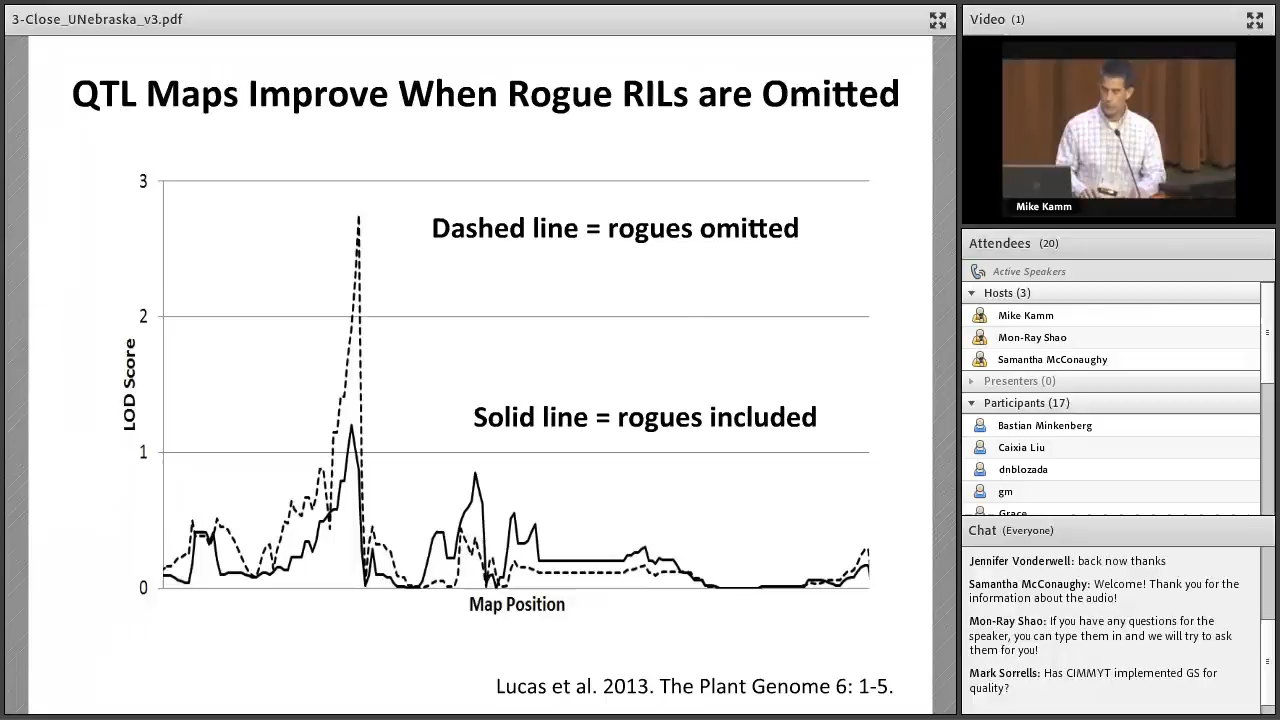 3-Close_UNebraska_v3.pdf
QTL Maps Improve When Rogue RILs are Omitted
3
Dashed line = rogues omitted
2
LOD Score
Solid line = rogues included
1
0
Map Position
Lucas et al. 2013. The Plant Genome 6: 1-5.
Video (1)
Mike Kamm
Attendees (20)
Active Speakers
Hosts (3)
Mike Kamm
Mon-Ray Shao
Samantha McConaughy
Presenters (0)
Participants (17)
Bastian Minkenberg
Caixia Liu
dnblozada
gm
Grace
Chat (Everyone)
Jennifer Vonderwell: back now thanks
Samantha McConaughy: Welcome! Thank you for the
information about the audio!
Mon-Ray Shao: If you have any questions for the
speaker, you can type them in and we will try to ask
them for you!
Mark Sorrells: Has CIMMYT implemented GS for
quality?